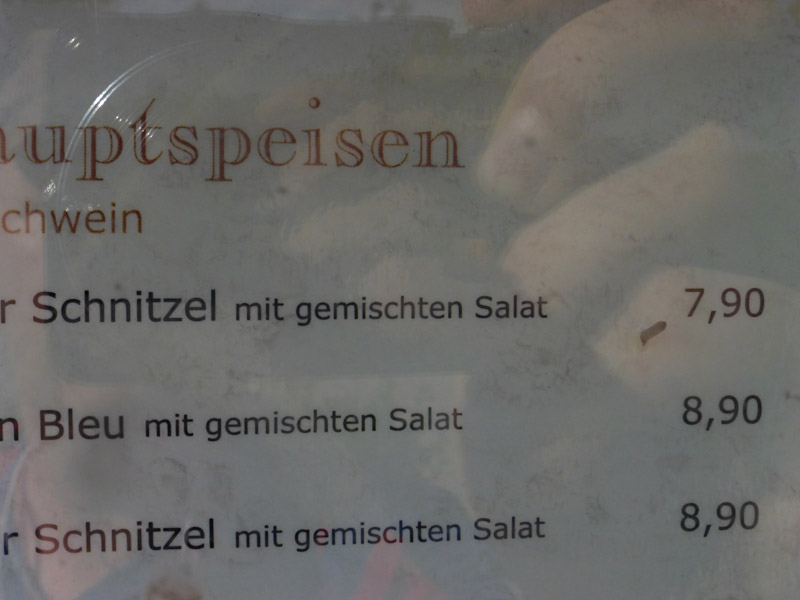 auptspeisen
chwein
r Schnitzel mit gemischten Salat 7,90
n Bleu mit gemischten Salat 8,90
r Schnitzel mit gemischten Salat 8,90